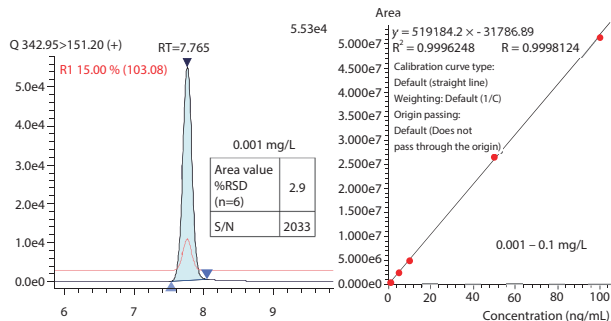 5.53e4
Q 342.95>151.20 (+)
RT=7.765
R1 15.00 % (103.08)
5.0e4
4.0e4
3.0e4
2.0e4
1.0e4
0.0e0
0.001 mg/L
Area value
%RSD
(n=6)
2.9
S/N
2033
6
7
8
9
Area
y = 519184.2 × - 31786.89
R² = 0.9996248
R = 0.9998124
Calibration curve type:
Default (straight line)
Weighting: Default (1/C)
Origin passing:
Default (Does not
pass through the origin)
5.000e7
4.500e7
4.000e7
3.500e7
3.000e7
2.500e7
2.000e7
1.500e7
1.000e7
5.000e6
0.000e0
0.001 – 0.1 mg/L
0
20
40
60
80
100
Concentration (ng/mL)